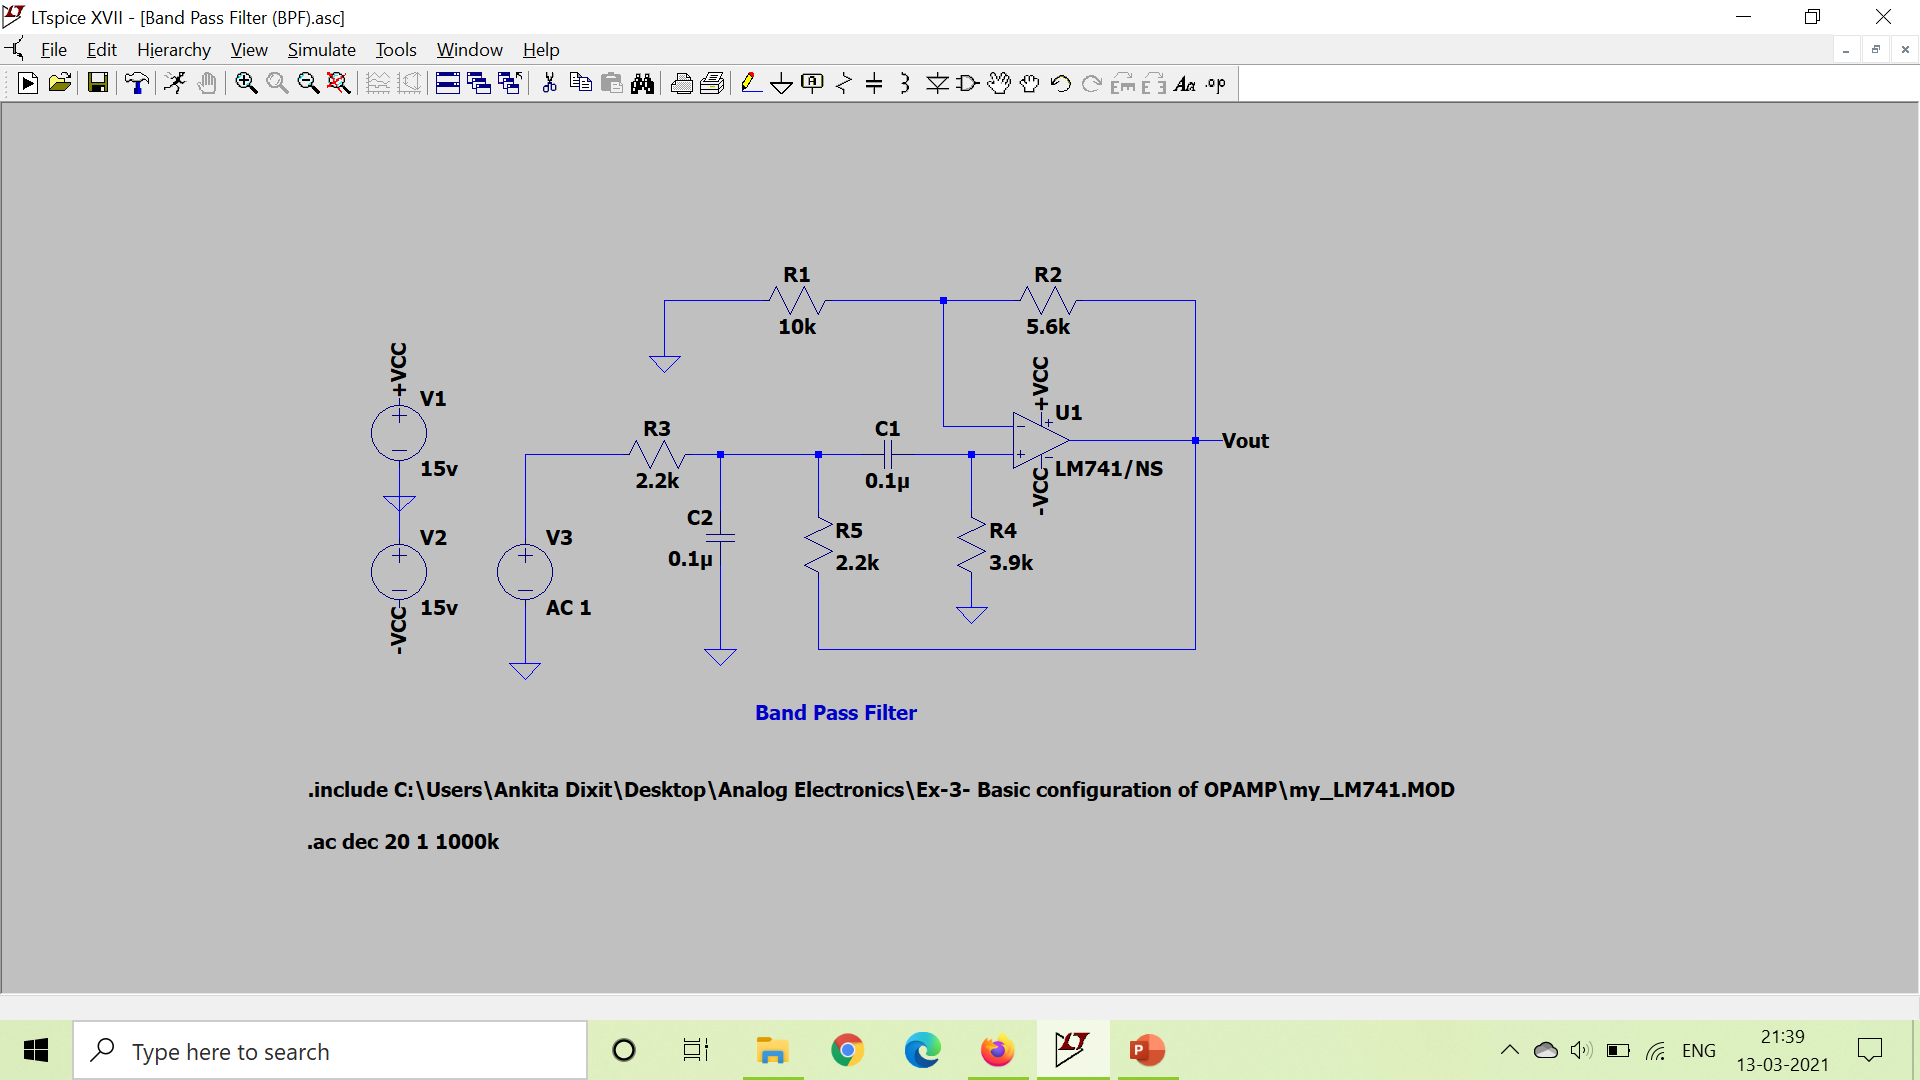 LTspice XVII - [Band Pass Filter (BPF).asc]
File Edit Hierarchy View Simulate Tools Window Help
R1
10k
R2
5.6k
+VCC
V1
15v
V2
15v
-VCC
V3
AC 1
R3
2.2k
C2
0.1µ
C1
0.1µ
R5
2.2k
R4
3.9k
+VCC
U1
LM741/NS
-VCC
Vout
Band Pass Filter
.include C:\Users\Ankita Dixit\Desktop\Analog Electronics\Ex-3- Basic configuration of OPAMP\my_LM741.MOD
.ac dec 20 1 1000k
Type here to search
ENG
21:39
13-03-2021